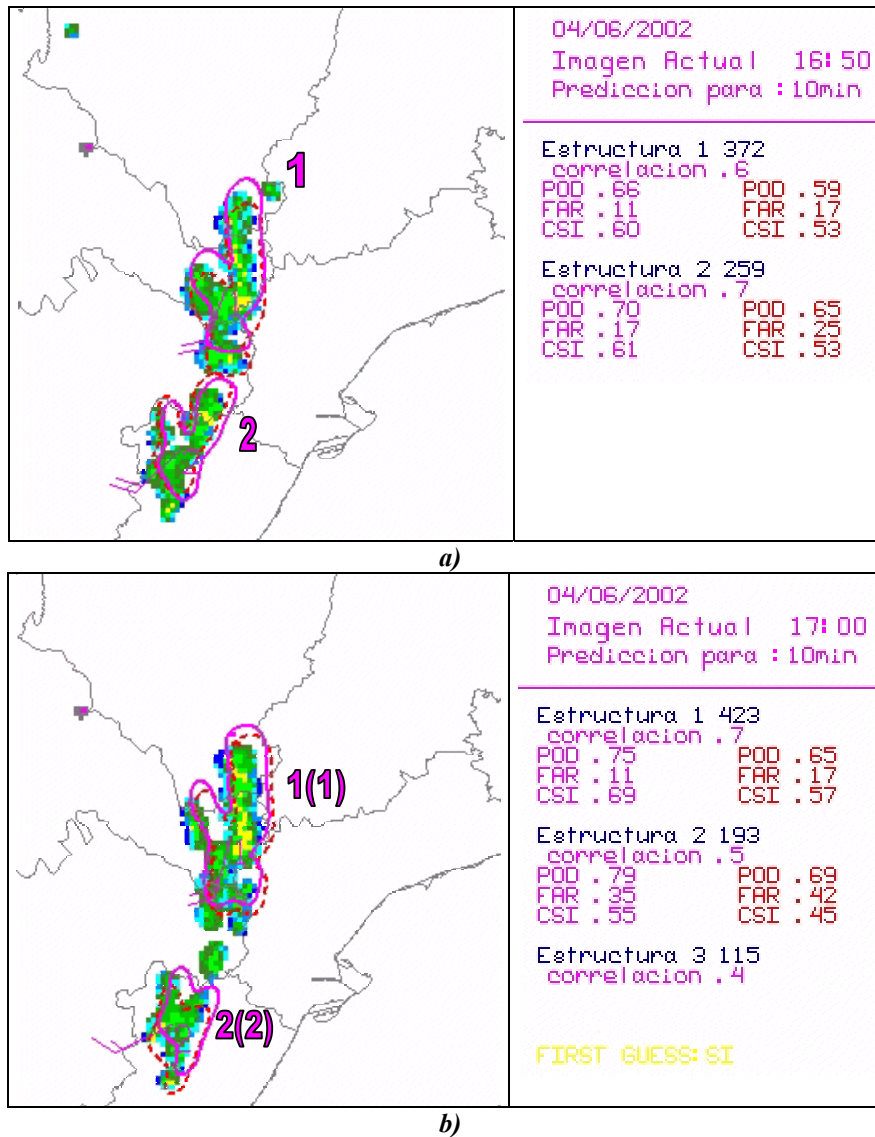 04/06/2002
Imagen Actual 16:50
Prediccion para :10min
1
2
Estructura 1 372
correlacion .6
POD .66 POD .59
FAR .11 FAR .17
CSI .60 CSI .53
Estructura 2 259
correlacion .7
POD .70 POD .65
FAR .17 FAR .25
CSI .61 CSI .53
a)
04/06/2002
Imagen Actual 17:00
Prediccion para :10min
1(1)
2(2)
Estructura 1 423
correlacion .7
POD .75 POD .65
FAR .11 FAR .17
CSI .69 CSI .57
Estructura 2 193
correlacion .5
POD .79 POD .69
FAR .35 FAR .42
CSI .55 CSI .45
Estructura 3 115
correlacion .4
FIRST GUESS:SI
b)